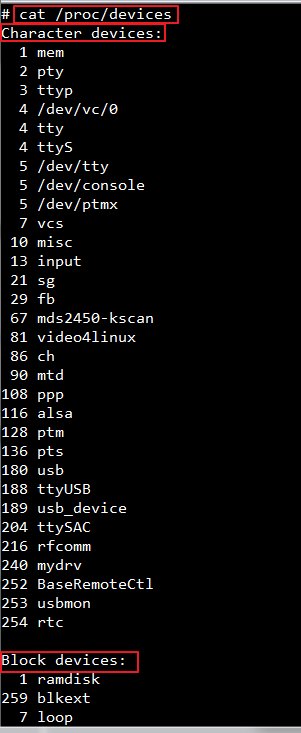 # cat /proc/devices
Character devices:
1 mem
2 pty
3 ttyp
4 /dev/vc/0
4 tty
4 ttyS
5 /dev/tty
5 /dev/console
5 /dev/ptmx
7 vcs
10 misc
13 input
21 sg
29 fb
67 mds2450-kscan
81 video4linux
86 ch
90 mtd
108 ppp
116 alsa
128 ptm
136 pts
180 usb
188 ttyUSB
189 usb_device
204 ttySAC
216 rfcomm
240 mydrv
252 BaseRemoteCtl
253 usbmon
254 rtc
Block devices:
1 ramdisk
259 blkext
7 loop